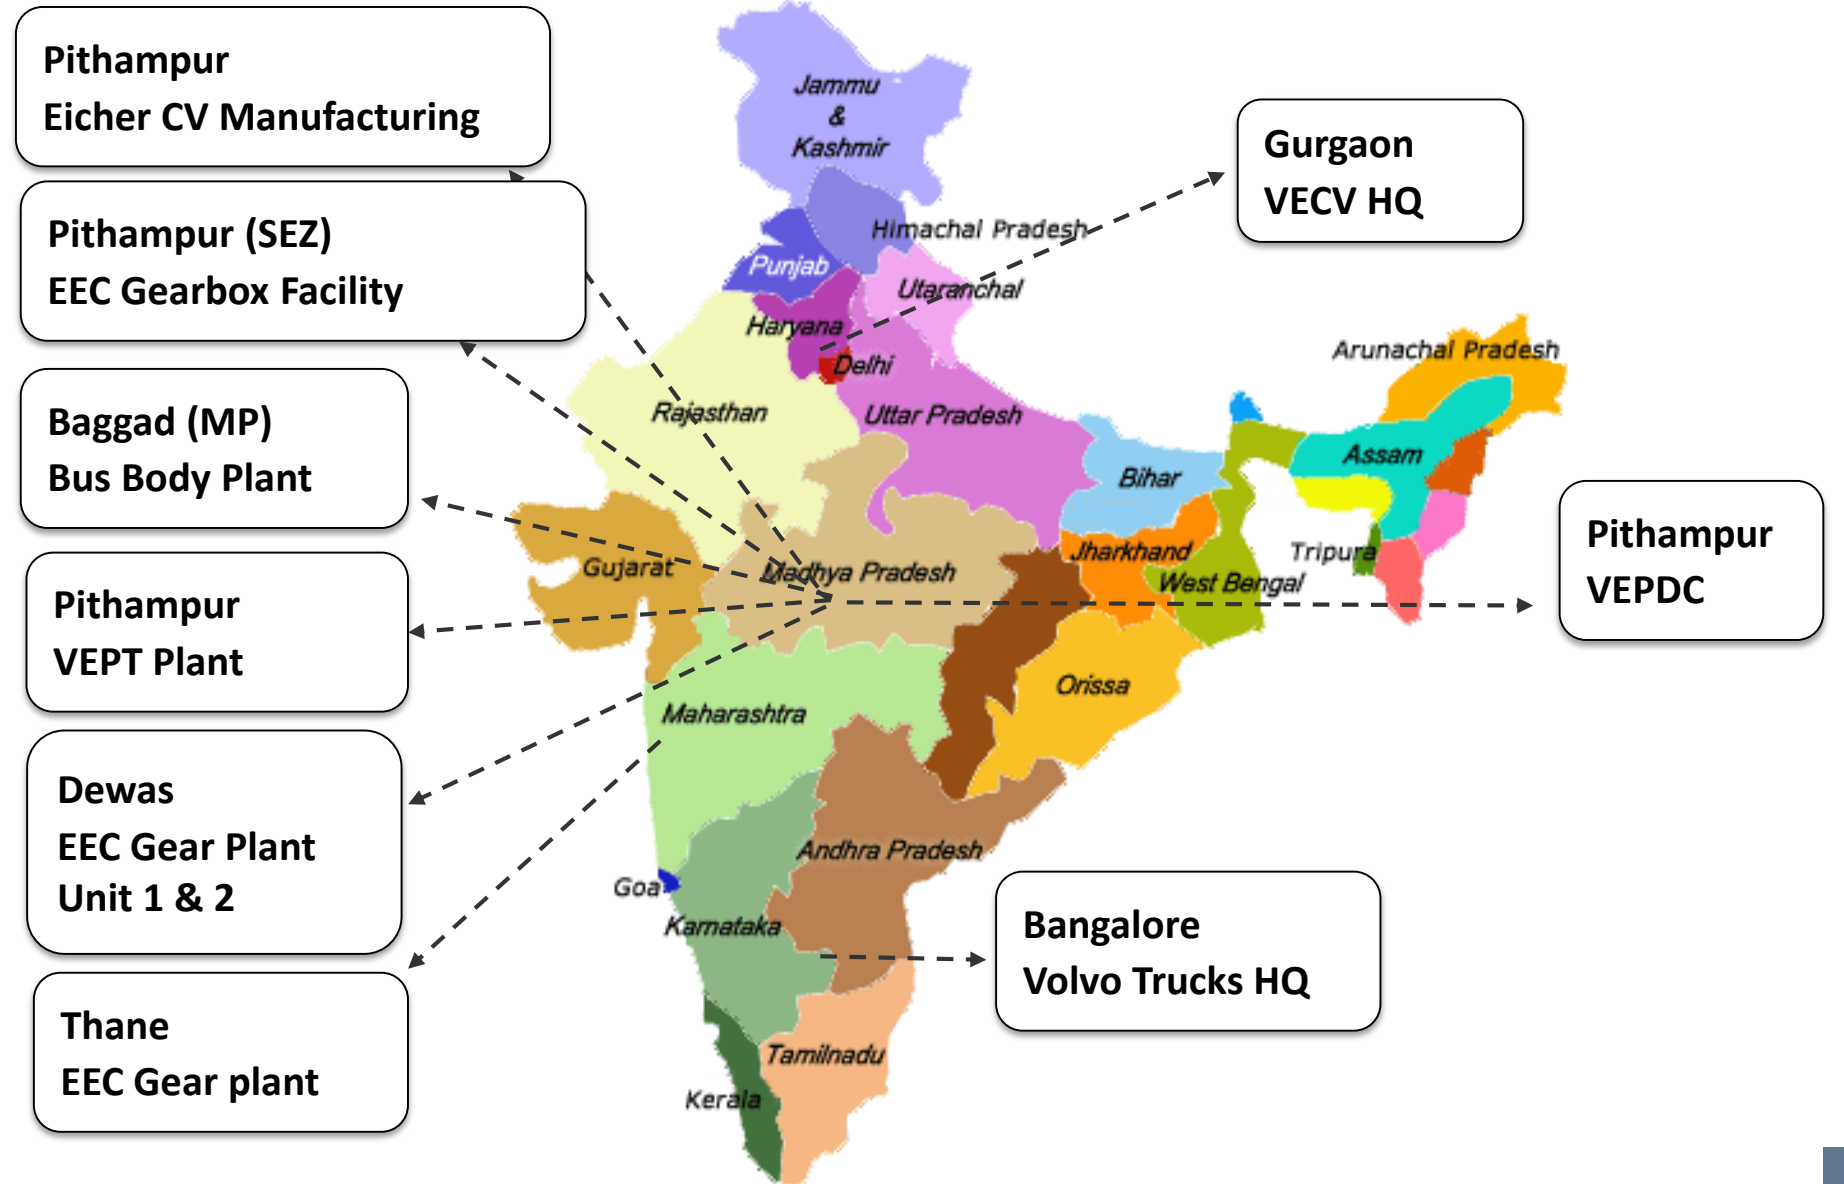 Pithampur
Eicher CV Manufacturing
Pithampur (SEZ)
EEC Gearbox Facility
Baggad (MP)
Bus Body Plant
Pithampur
VEPT Plant
Dewas
EEC Gear Plant
Unit 1 & 2
Thane
EEC Gear plant
Jammu
&
Kashmir
Himachal Pradesh
Punjab
Utaranchal
Haryana
Delhi
Rajasthan
Uttar Pradesh
Arunachal Pradesh
Assam
Bihar
Gujarat
Madhya Pradesh
Jharkhand
Tripura
West Bengal
Orissa
Maharashtra
Andhra Pradesh
Goa
Karnataka
Tamilnadu
Kerala
Gurgaon
VECV HQ
Pithampur
VEPDC
Bangalore
Volvo Trucks HQ